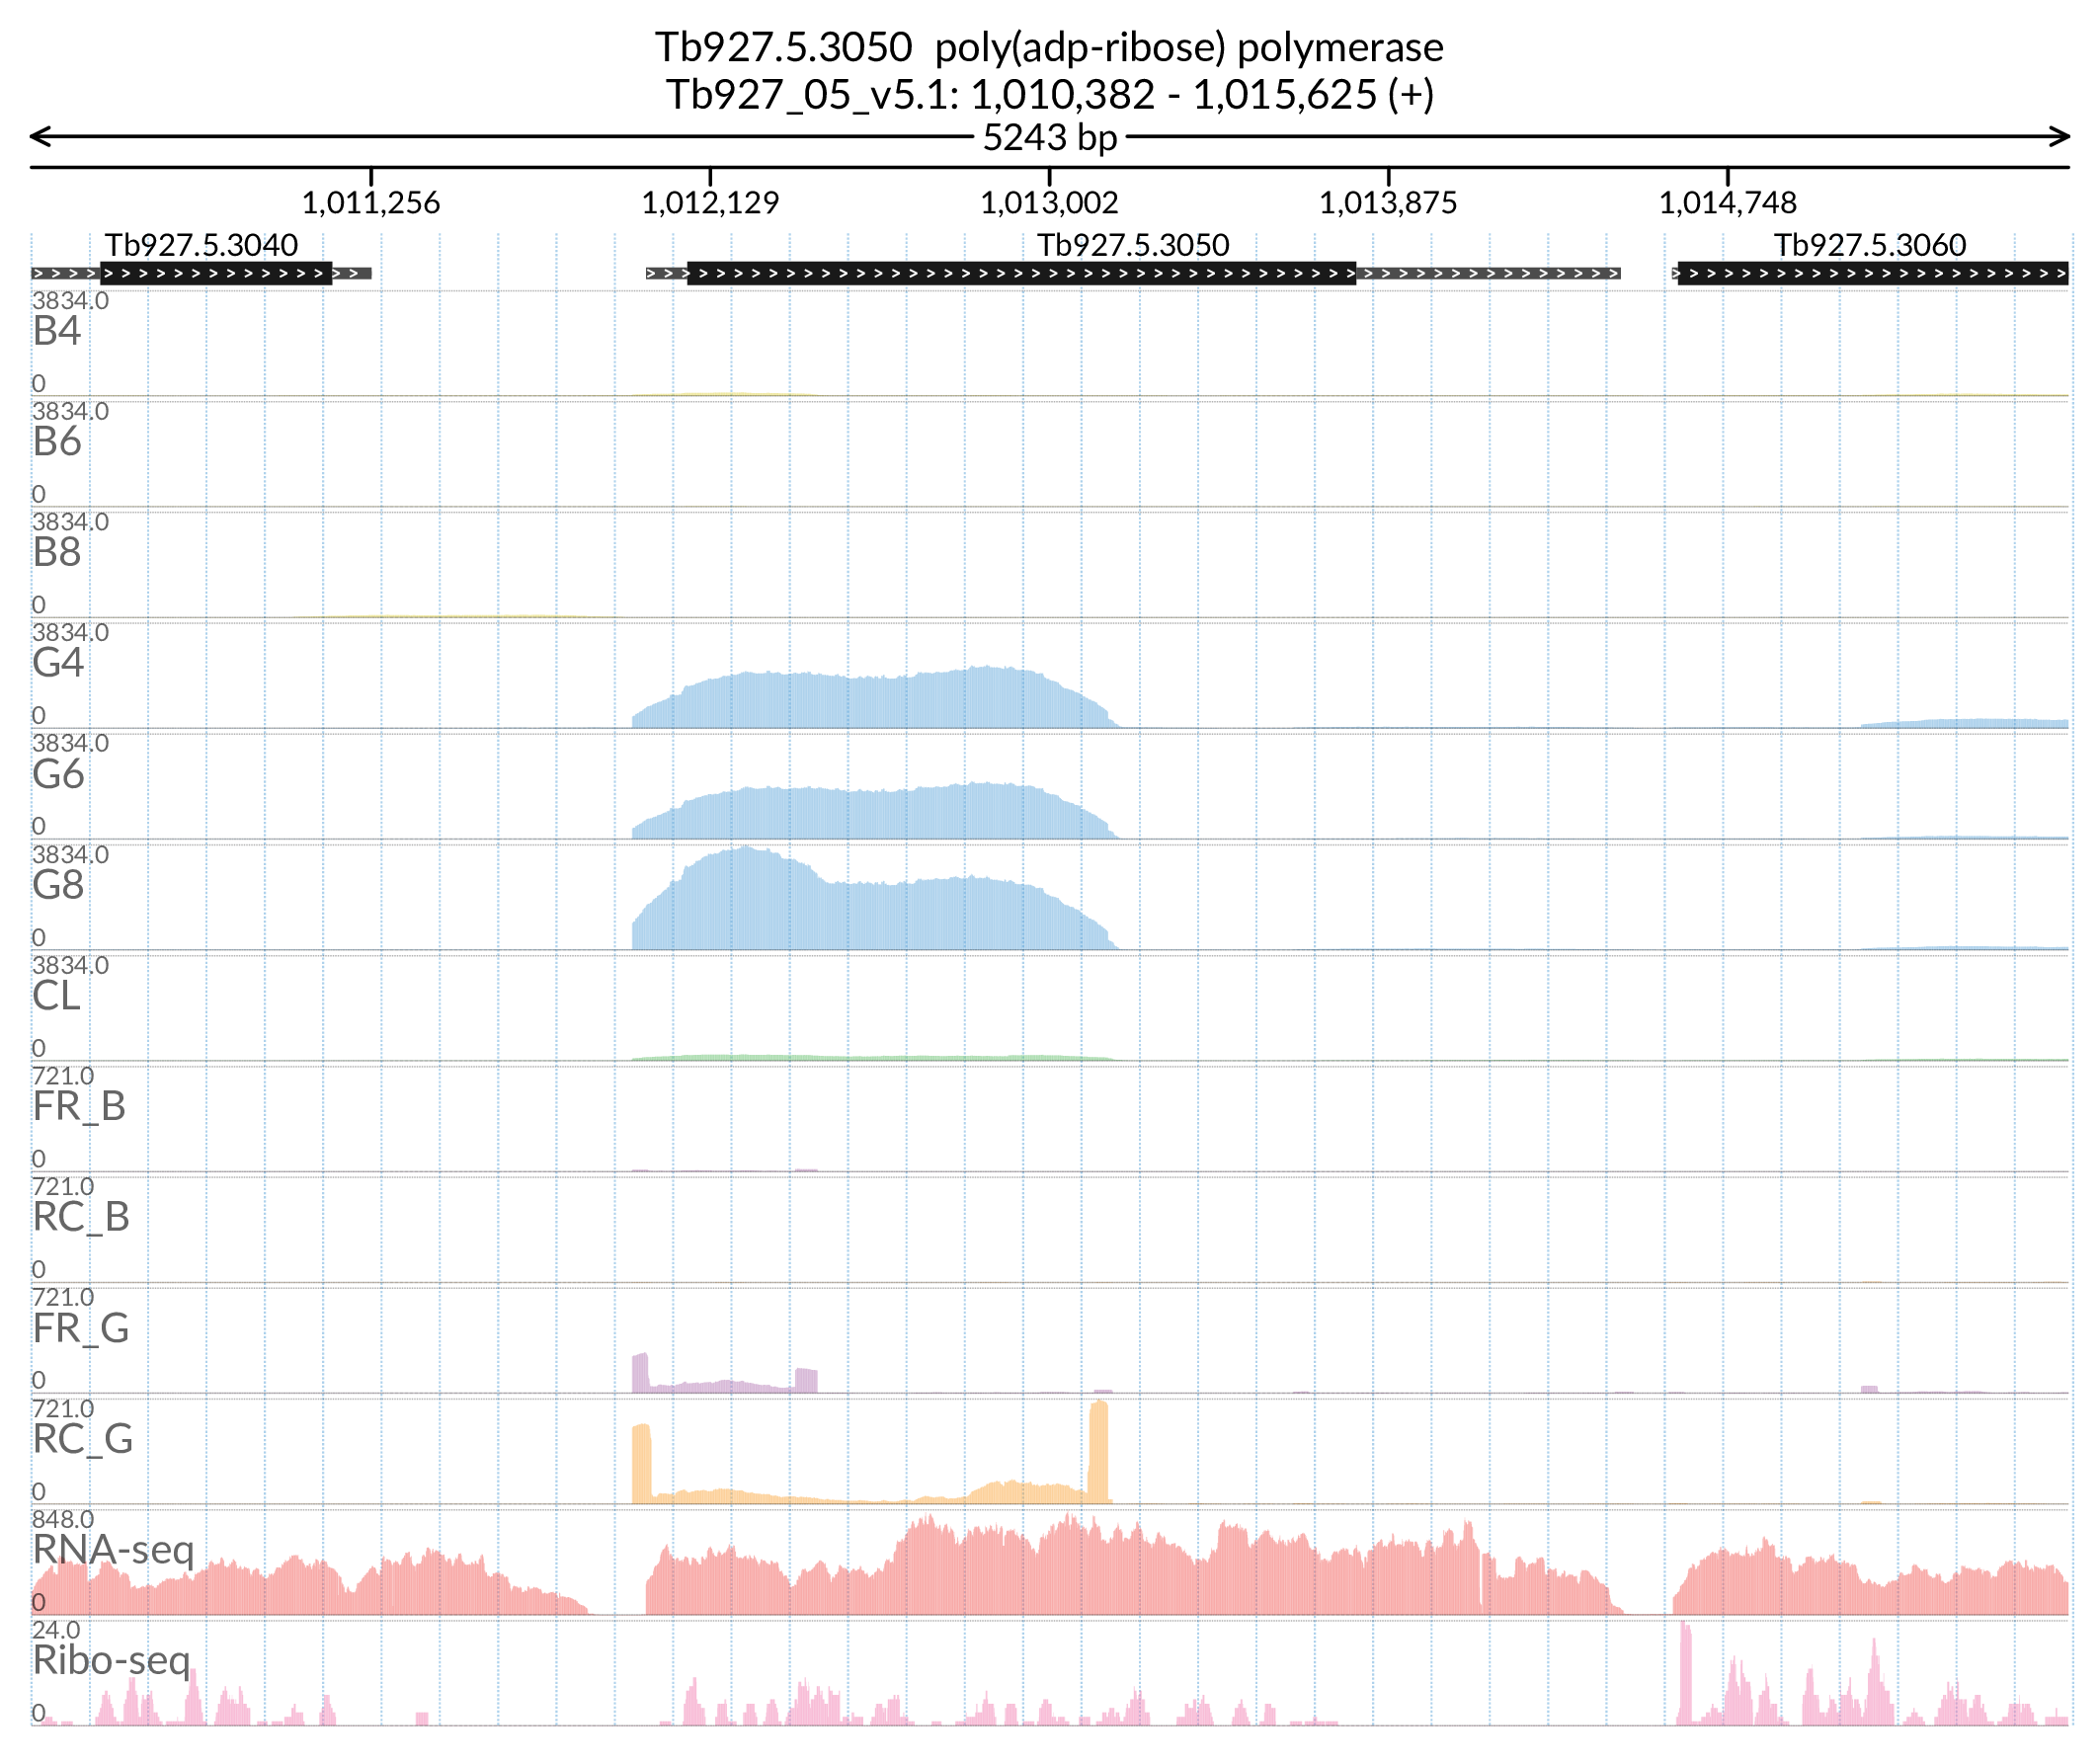 Tb927.5.3050 poly(adp-ribose) polymerase
Tb927_05_v5.1: 1,010,382 - 1,015,625 (+)
5243 bp
1,011,256 1,012,129 1,013,002 1,013,875 1,014,748
Tb927.5.3040 Tb927.5.3050 Tb927.5.3060
3834.0
B4
0
3834.0
B6
0
3834.0
B8
0
3834.0
G4
0
3834.0
G6
0
3834.0
G8
0
3834.0
CL
0
721.0
FR_B
0
721.0
RC_B
0
721.0
FR_G
0
721.0
RC_G
0
848.0
RNA-seq
0
24.0
Ribo-seq
0